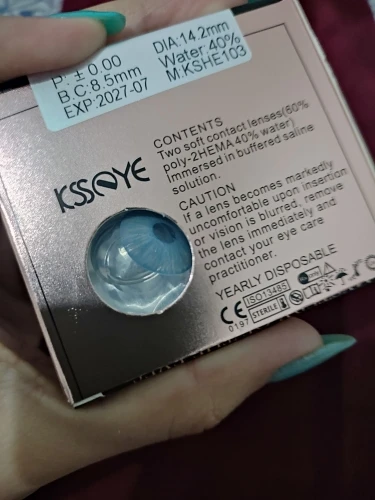 P: ± 0.00
DIA:14.2mm
B.C:8.5mm
Water:40%
EXP:2027-07
M:KSHE103
KSSEYE
CONTENTS
Two soft contact lenses(60%
poly-2HEMA 40% water).
Immersed in buffered saline
solution.
CAUTION
If a lens becomes markedly
uncomfortable upon insertion
or vision is blurred, remove
the lens immediately and
contact your eye care
practitioner.
YEARLY DISPOSABLE
CE
0197
ISO13485
STERILE